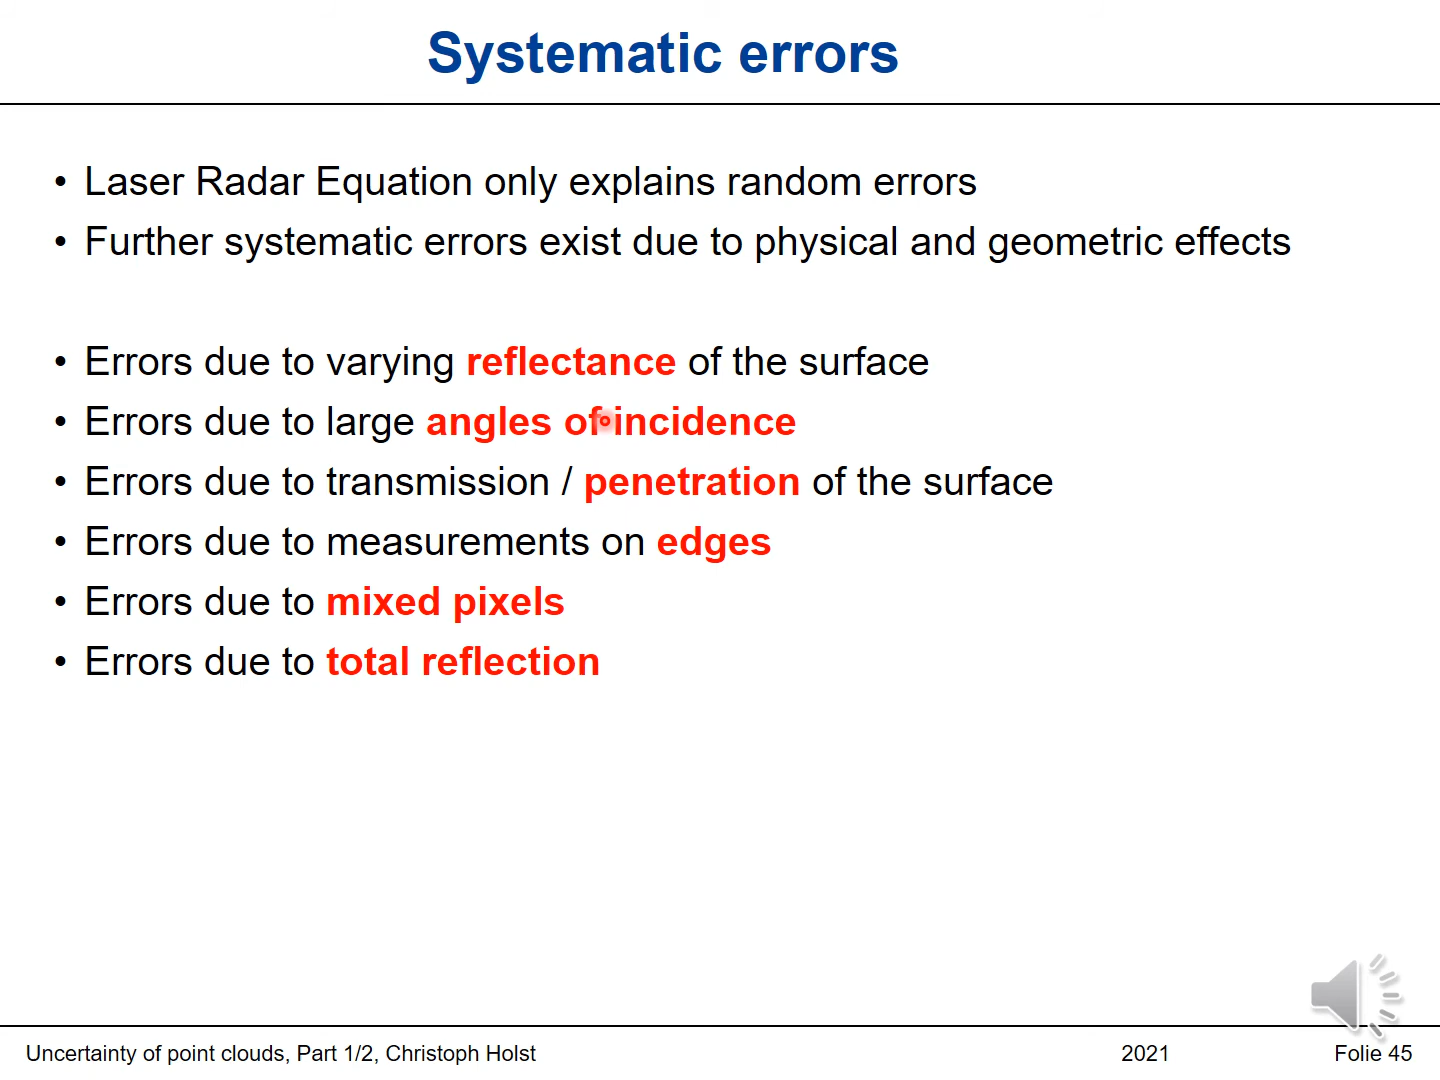 Systematic errors
• Laser Radar Equation only explains random errors
• Further systematic errors exist due to physical and geometric effects
• Errors due to varying reflectance of the surface
• Errors due to large angles of incidence
• Errors due to transmission / penetration of the surface
• Errors due to measurements on edges
• Errors due to mixed pixels
• Errors due to total reflection
Uncertainty of point clouds, Part 1/2, Christoph Holst 2021 Folie 45